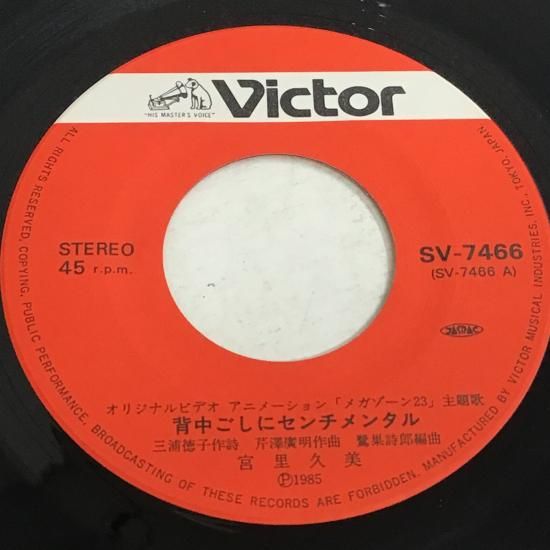 Victor
"HIS MASTER'S VOICE"
STEREO
45 r.p.m.
SV-7466
(SV-7466 A)
JASRAC
オリジナルビデオ アニメーション「メガゾーン23」主題歌
背中ごしにセンチメンタル
三浦徳子作詩 芹澤廣明作曲 鷺巣詩郎編曲
宮里久美
Ⓟ1985
ALL RIGHTS RESERVED. COPYING, PUBLIC PERFORMANCE, BROADCASTING OF THESE RECORDS ARE FORBIDDEN. MANUFACTURED BY VICTOR MUSICAL INDUSTRIES, INC. TOKYO, JAPAN